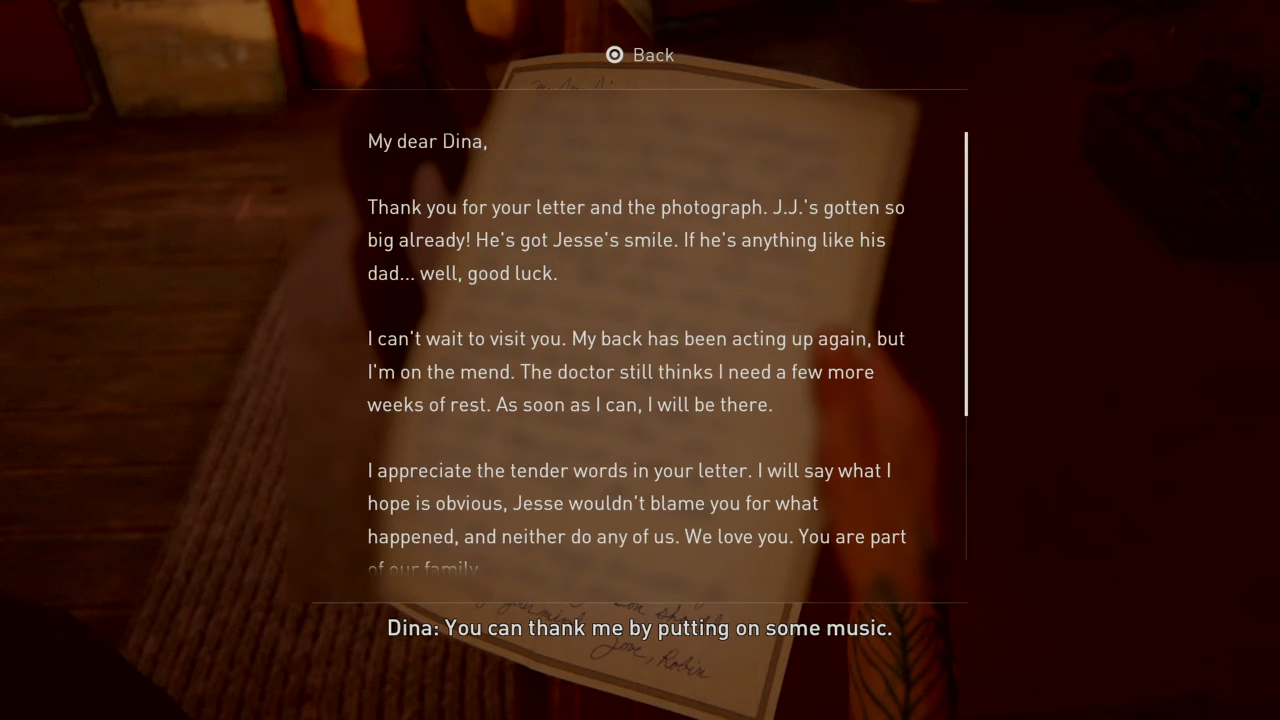 Back
My dear Dina,
Thank you for your letter and the photograph. J.J.'s gotten so
big already! He's got Jesse's smile. If he's anything like his
dad... well, good luck.
I can't wait to visit you. My back has been acting up again, but
I'm on the mend. The doctor still thinks I need a few more
weeks of rest. As soon as I can, I will be there.
I appreciate the tender words in your letter. I will say what I
hope is obvious, Jesse wouldn't blame you for what
happened, and neither do any of us. We love you. You are part
of our family
Dina: You can thank me by putting on some music.
Love, Robin